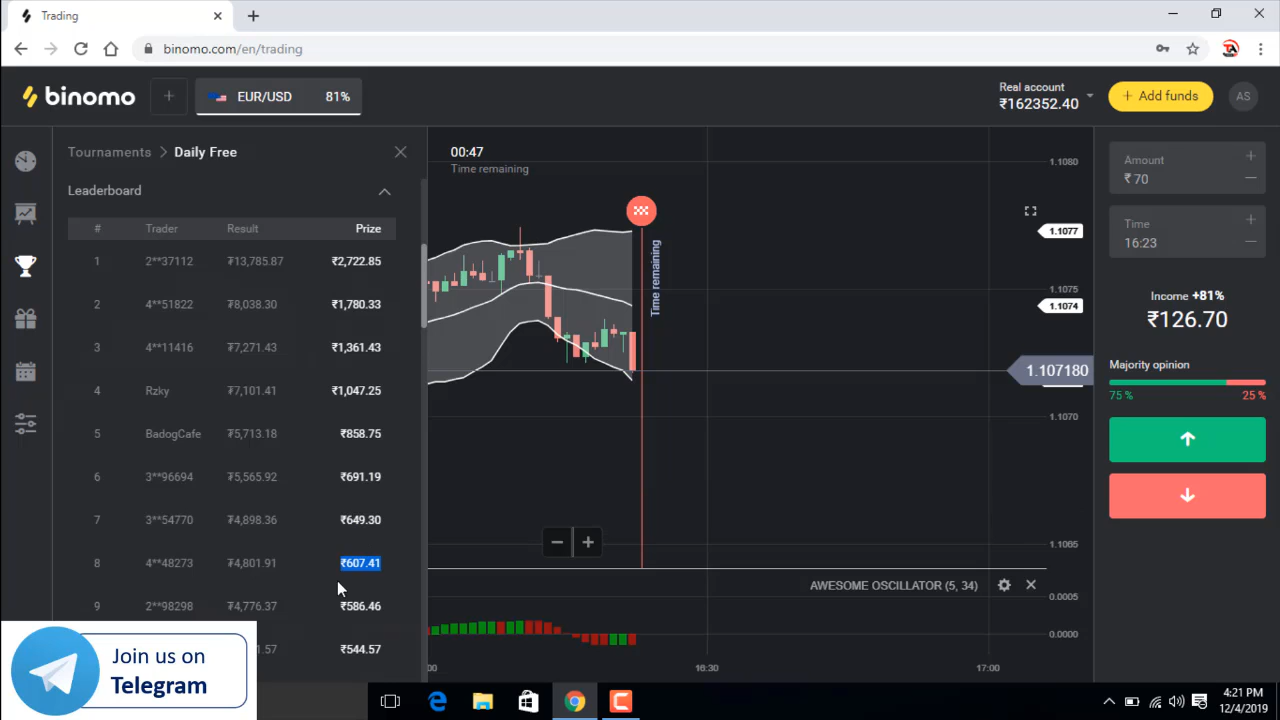 Trading
binomo.com/en/trading
binomo
EUR/USD 81%
Real account
₹162352.40
+ Add funds
AS
Tournaments > Daily Free
Leaderboard
# Trader Result Prize
1 2**37112 ₮13,785.87 ₹2,722.85
2 4**51822 ₮8,038.30 ₹1,780.33
3 4**11416 ₮7,271.43 ₹1,361.43
4 Rzky ₮7,101.41 ₹1,047.25
5 BadogCafe ₮5,713.18 ₹858.75
6 3**96694 ₮5,565.92 ₹691.19
7 3**54770 ₮4,898.36 ₹649.30
8 4**48273 ₮4,801.91 ₹607.41
9 2**98298 ₮4,776.37 ₹586.46
1.57 ₹544.57
00:47
Time remaining
Time remaining
1.1080
1.1077
1.1075
1.1074
1.107180
1.1070
1.1065
AWESOME OSCILLATOR (5, 34)
0.0005
0.0000
:00 16:30 17:00
Amount
₹70
Time
16:23
Income +81%
₹126.70
Majority opinion
75 % 25 %
Join us on
Telegram
4:21 PM
12/4/2019